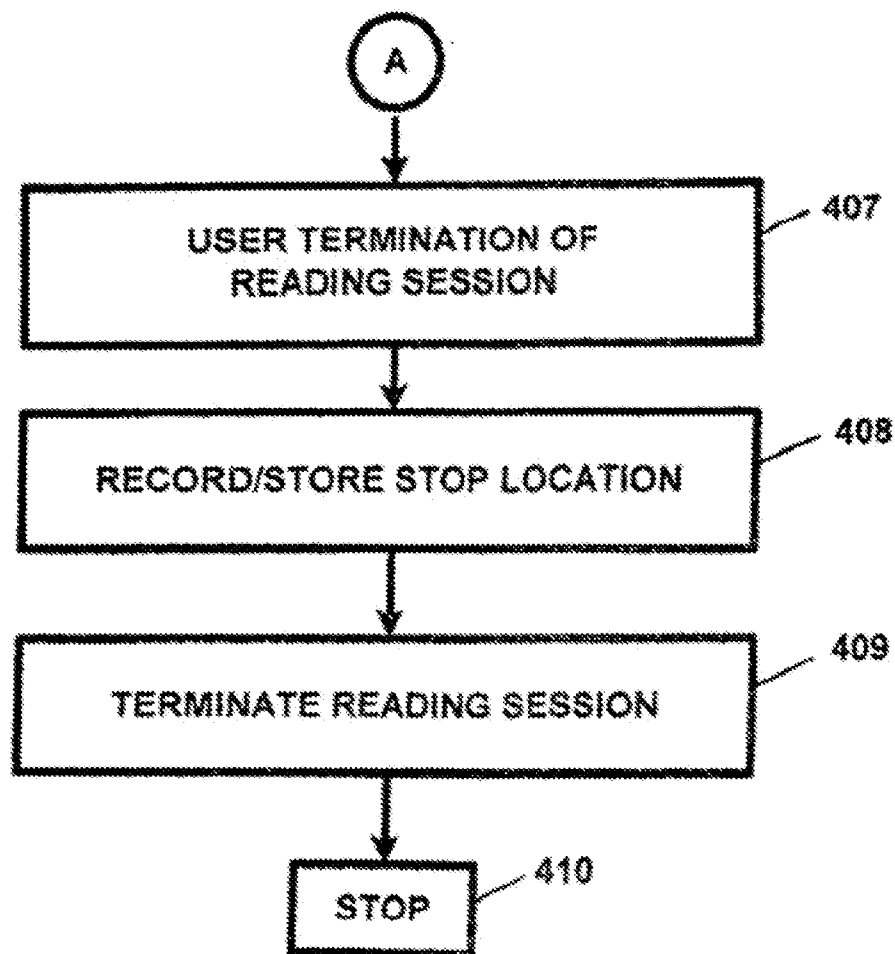 A
USER TERMINATION OF
READING SESSION
407
RECORD/STORE STOP LOCATION
408
TERMINATE READING SESSION
409
STOP
410